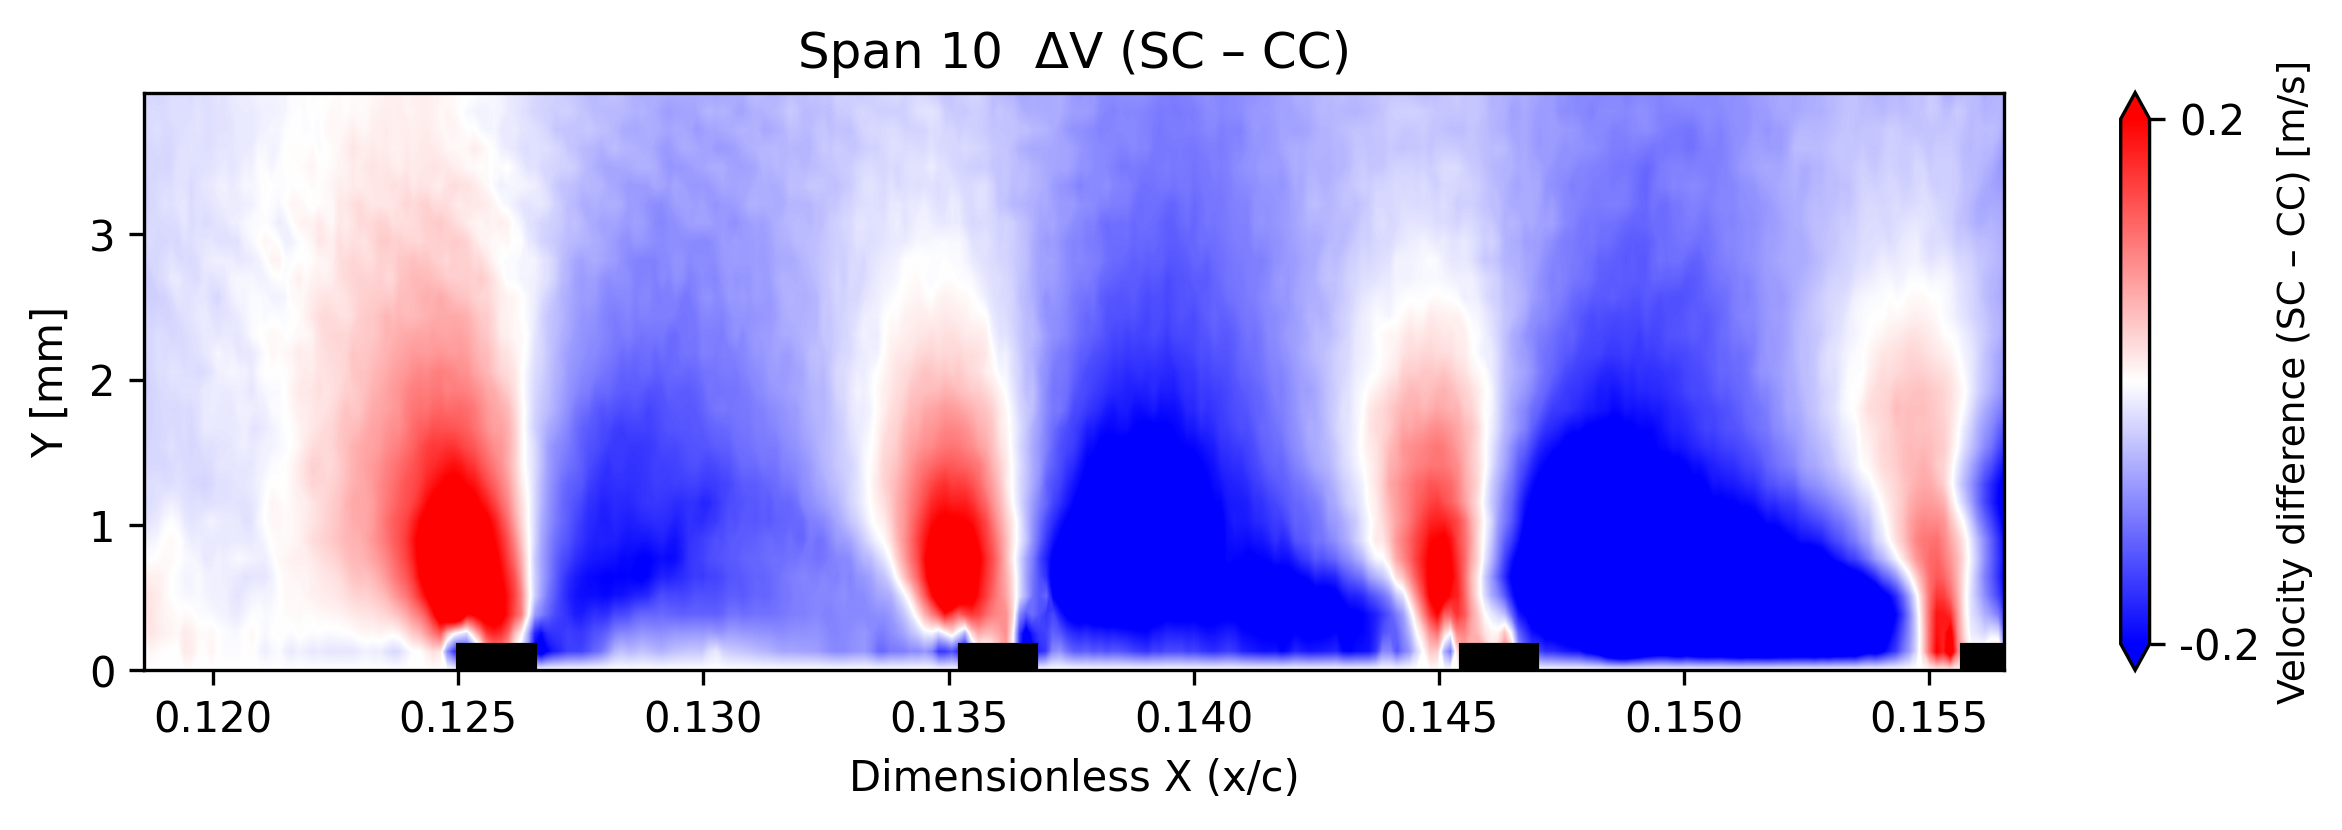 Span 10  ΔV (SC – CC)
3
2
1
0
Y [mm]
0.120 0.125 0.130 0.135 0.140 0.145 0.150 0.155
Dimensionless X (x/c)
0.2
-0.2
Velocity difference (SC – CC) [m/s]